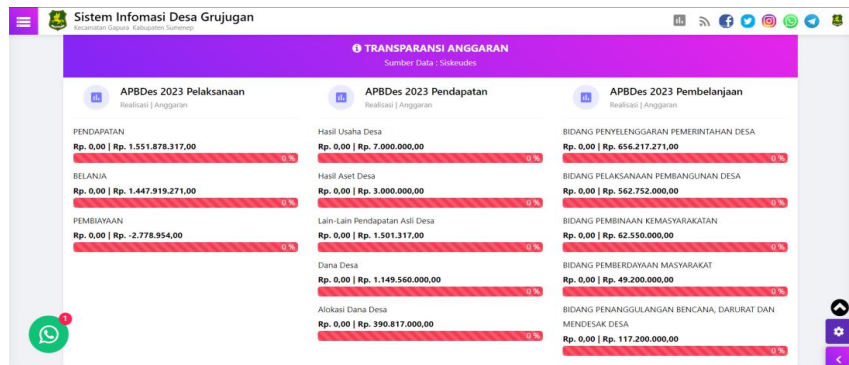 Sistem Infomasi Desa Grujugan
Kecamatan Gapura Kabupaten Sumenep
TRANSPARANSI ANGGARAN
Sumber Data : Siskeudes
APBDes 2023 Pelaksanaan
Realisasi | Anggaran
PENDAPATAN
Rp. 0,00 | Rp. 1.551.878.317,00
0 %
BELANJA
Rp. 0,00 | Rp. 1.447.919.271,00
0 %
PEMBIAYAAN
Rp. 0,00 | Rp. -2.778.954,00
0 %
APBDes 2023 Pendapatan
Realisasi | Anggaran
Hasil Usaha Desa
Rp. 0,00 | Rp. 7.000.000,00
0 %
Hasil Aset Desa
Rp. 0,00 | Rp. 3.000.000,00
0 %
Lain-Lain Pendapatan Asli Desa
Rp. 0,00 | Rp. 1.501.317,00
0 %
Dana Desa
Rp. 0,00 | Rp. 1.149.560.000,00
0 %
Alokasi Dana Desa
Rp. 0,00 | Rp. 390.817.000,00
0 %
APBDes 2023 Pembelanjaan
Realisasi | Anggaran
BIDANG PENYELENGGARAN PEMERINTAHAN DESA
Rp. 0,00 | Rp. 656.217.271,00
0 %
BIDANG PELAKSANAAN PEMBANGUNAN DESA
Rp. 0,00 | Rp. 562.752.000,00
0 %
BIDANG PEMBINAAN KEMASYARAKATAN
Rp. 0,00 | Rp. 62.550.000,00
0 %
BIDANG PEMBERDAYAAN MASYARAKAT
Rp. 0,00 | Rp. 49.200.000,00
0 %
BIDANG PENANGGULANGAN BENCANA, DARURAT DAN
MENDESAK DESA
Rp. 0,00 | Rp. 117.200.000,00
0 %
1